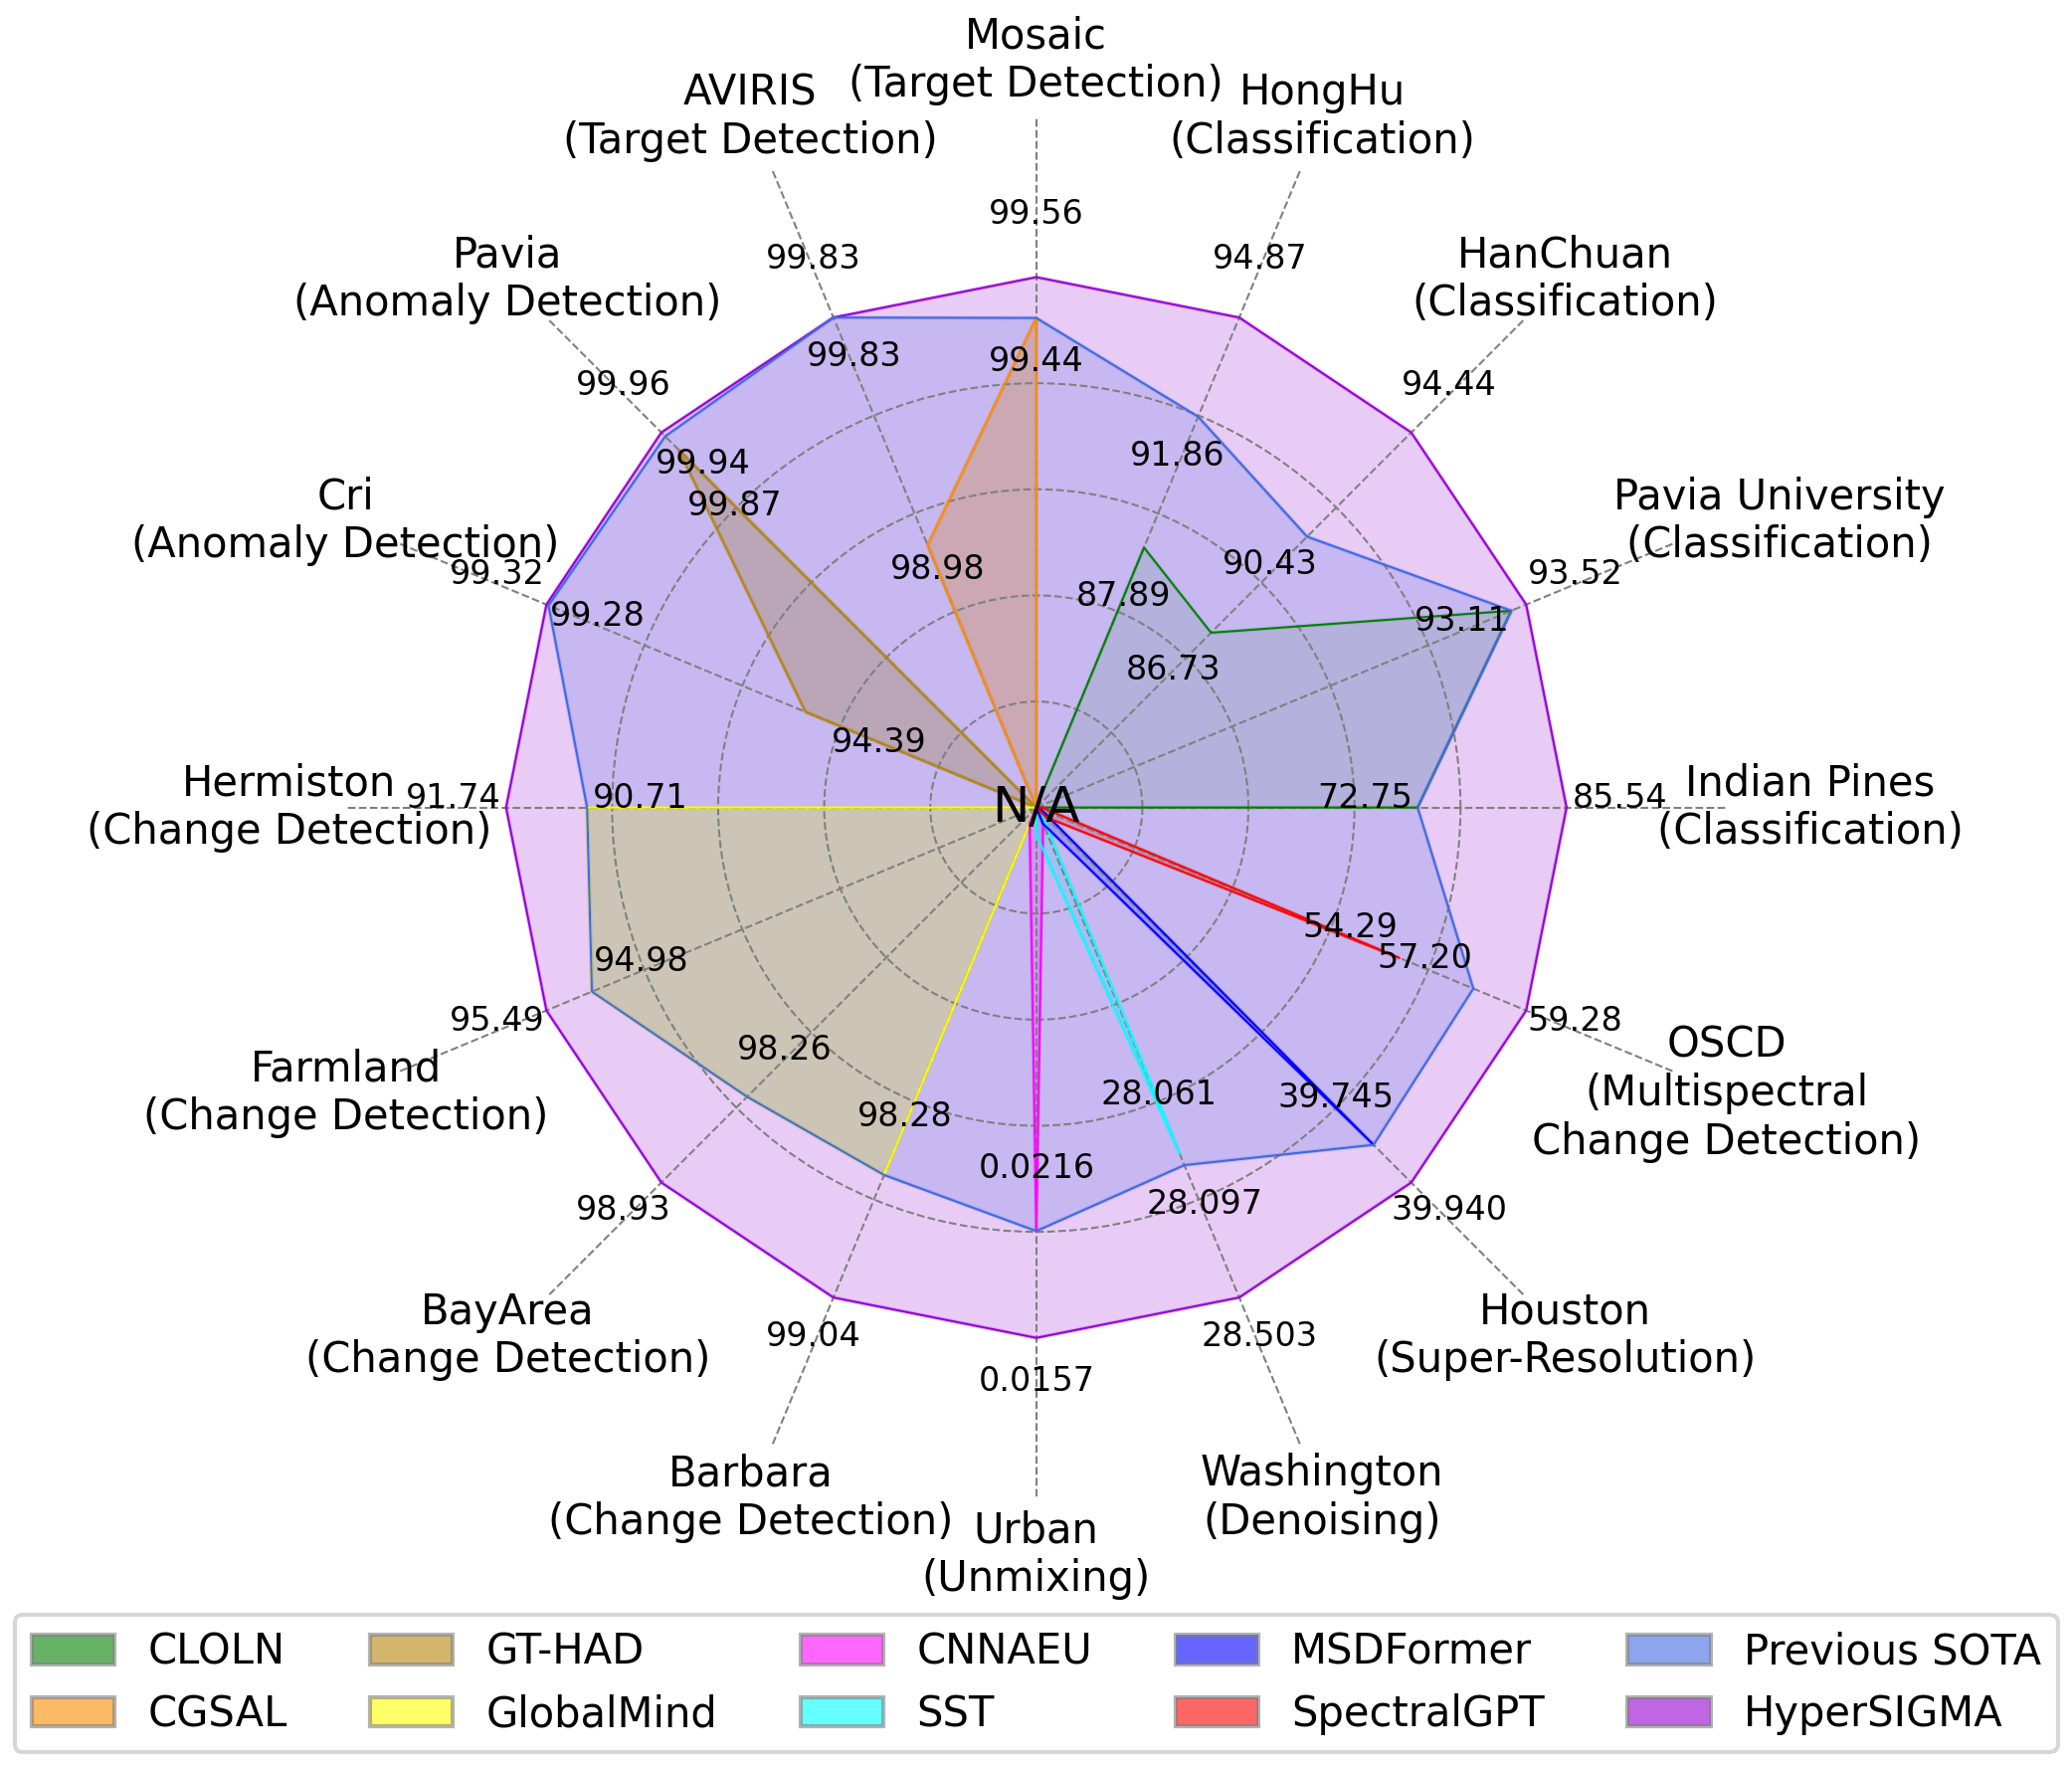 Mosaic
(Target Detection)
AVIRIS
(Target Detection)
HongHu
(Classification)
99.56
99.83
94.87
Pavia
(Anomaly Detection)
HanChuan
(Classification)
99.83
99.44
99.96
94.44
99.94
91.86
99.87
Cri
(Anomaly Detection)
Pavia University
(Classification)
90.43
99.32
98.98
93.52
99.28
87.89
93.11
86.73
94.39
Hermiston
(Change Detection)
91.74
90.71
N/A
72.75
85.54
Indian Pines
(Classification)
54.29
94.98
57.20
95.49
59.28
98.26
OSCD
(Multispectral
Change Detection)
Farmland
(Change Detection)
98.28
28.061
39.745
0.0216
28.097
98.93
39.940
BayArea
(Change Detection)
Houston
(Super-Resolution)
99.04
28.503
0.0157
Barbara
(Change Detection)
Washington
(Denoising)
Urban
(Unmixing)
CLOLN GT-HAD CNNAEU MSDFormer Previous SOTA
CGSAL GlobalMind SST SpectralGPT HyperSIGMA